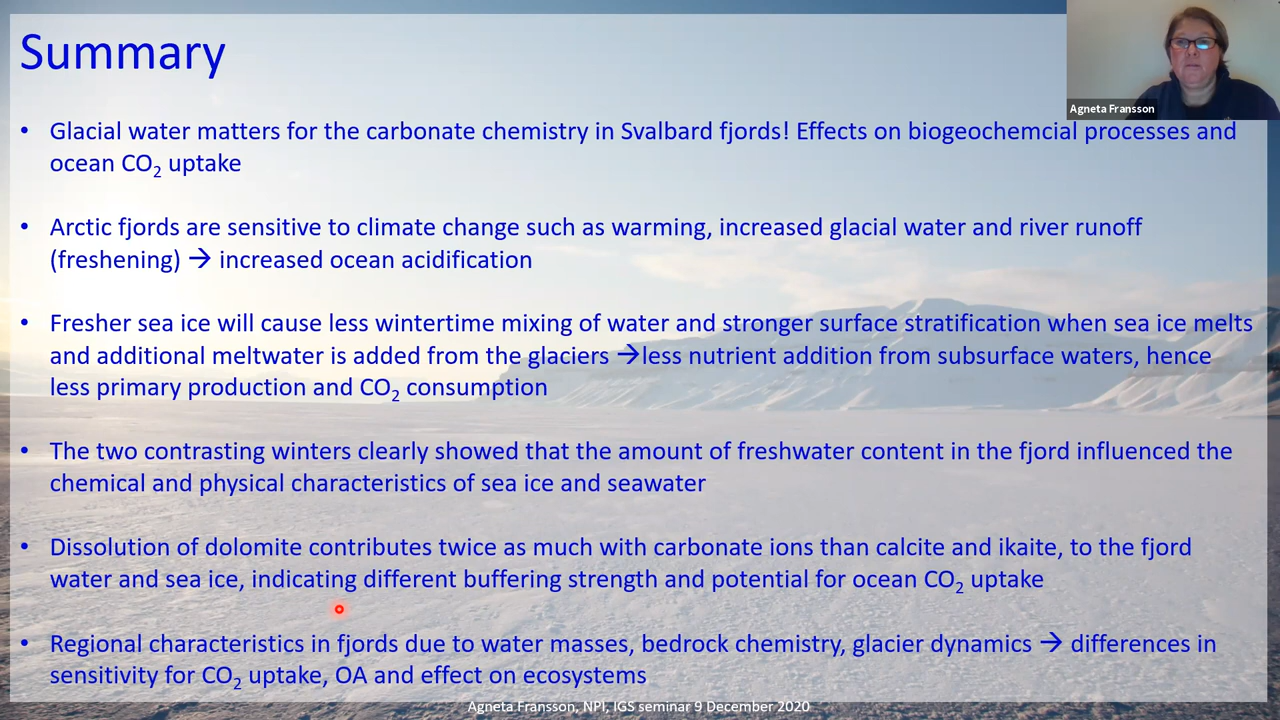 Summary
Agneta Fransson
• Glacial water matters for the carbonate chemistry in Svalbard fjords! Effects on biogeochemcial processes and
ocean CO₂ uptake
• Arctic fjords are sensitive to climate change such as warming, increased glacial water and river runoff
(freshening) → increased ocean acidification
• Fresher sea ice will cause less wintertime mixing of water and stronger surface stratification when sea ice melts
and additional meltwater is added from the glaciers →less nutrient addition from subsurface waters, hence
less primary production and CO₂ consumption
• The two contrasting winters clearly showed that the amount of freshwater content in the fjord influenced the
chemical and physical characteristics of sea ice and seawater
• Dissolution of dolomite contributes twice as much with carbonate ions than calcite and ikaite, to the fjord
water and sea ice, indicating different buffering strength and potential for ocean CO₂ uptake
• Regional characteristics in fjords due to water masses, bedrock chemistry, glacier dynamics → differences in
sensitivity for CO₂ uptake, OA and effect on ecosystems
Agneta Fransson, NPI, IGS seminar 9 December 2020